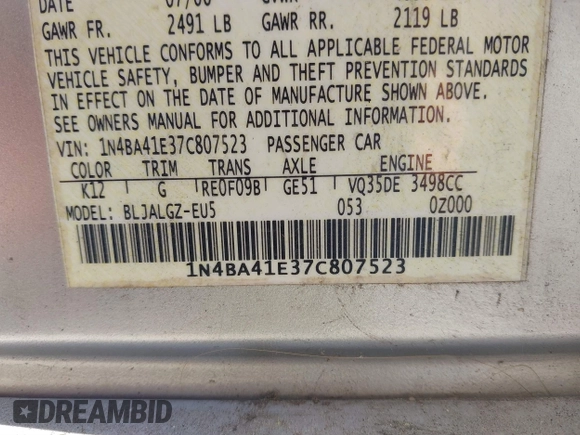 DATE 07/06 GVWR
GAWR FR. 2491 LB GAWR RR. 2119 LB
THIS VEHICLE CONFORMS TO ALL APPLICABLE FEDERAL MOTOR
VEHICLE SAFETY, BUMPER AND THEFT PREVENTION STANDARDS
IN EFFECT ON THE DATE OF MANUFACTURE SHOWN ABOVE.
SEE OWNERS MANUAL FOR ADDITIONAL INFORMATION.
VIN: 1N4BA41E37C807523 PASSENGER CAR
COLOR TRIM TRANS AXLE ENGINE
K12 G RE0F09B GE51 VQ35DE 3498CC
MODEL: BLJALGZ-EU5 053 0Z000
1N4BA41E37C807523
DREAMBID